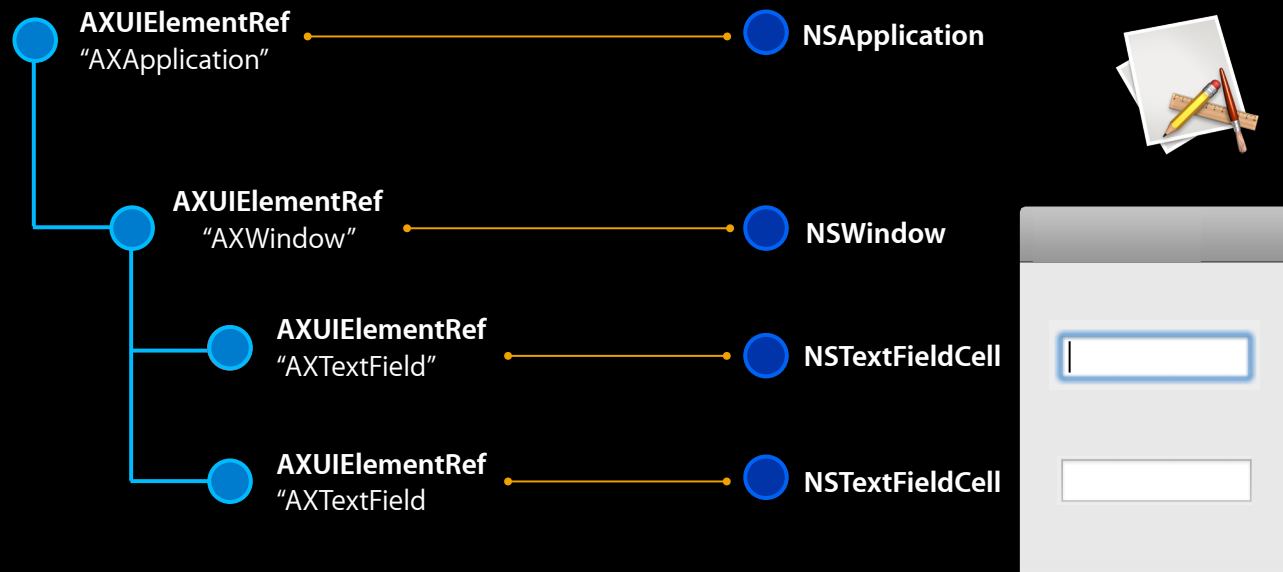 AXUIElementRef
“AXApplication”
NSApplication
AXUIElementRef
“AXWindow”
NSWindow
AXUIElementRef
“AXTextField”
NSTextFieldCell
AXUIElementRef
“AXTextField
NSTextFieldCell